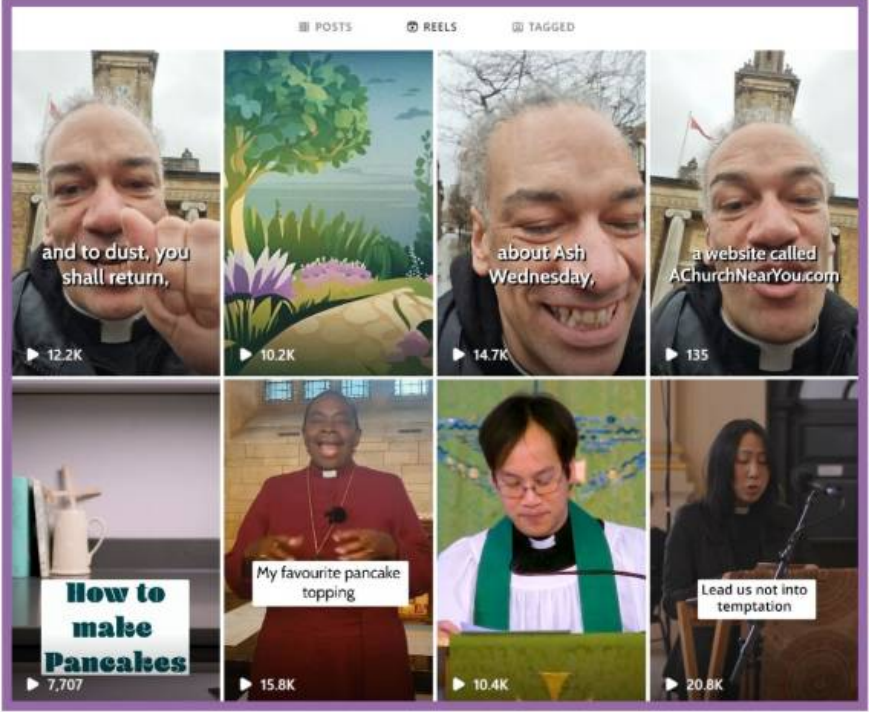 POSTS REELS TAGGED
and to dust, you
shall return,
12.2K
10.2K
about Ash
Wednesday,
14.7K
a website called
AChurchNearYou.com
135
How to
make
Pancakes
7,707
My favourite pancake
topping
15.8K
10.4K
Lead us not into
temptation
20.8K